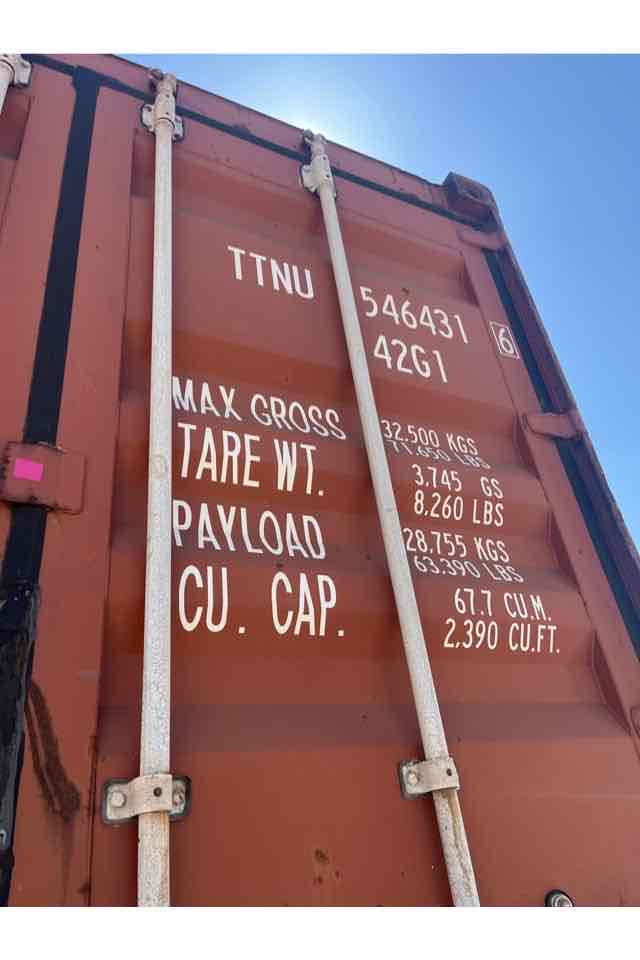 TTNU 546431 6
42G1
MAX GROSS 32.500 KGS
71.650 LBS
TARE WT. 3.745 GS
8.260 LBS
PAYLOAD 28.755 KGS
63.390 LBS
CU. CAP. 67.7 CU.M.
2,390 CU.FT.